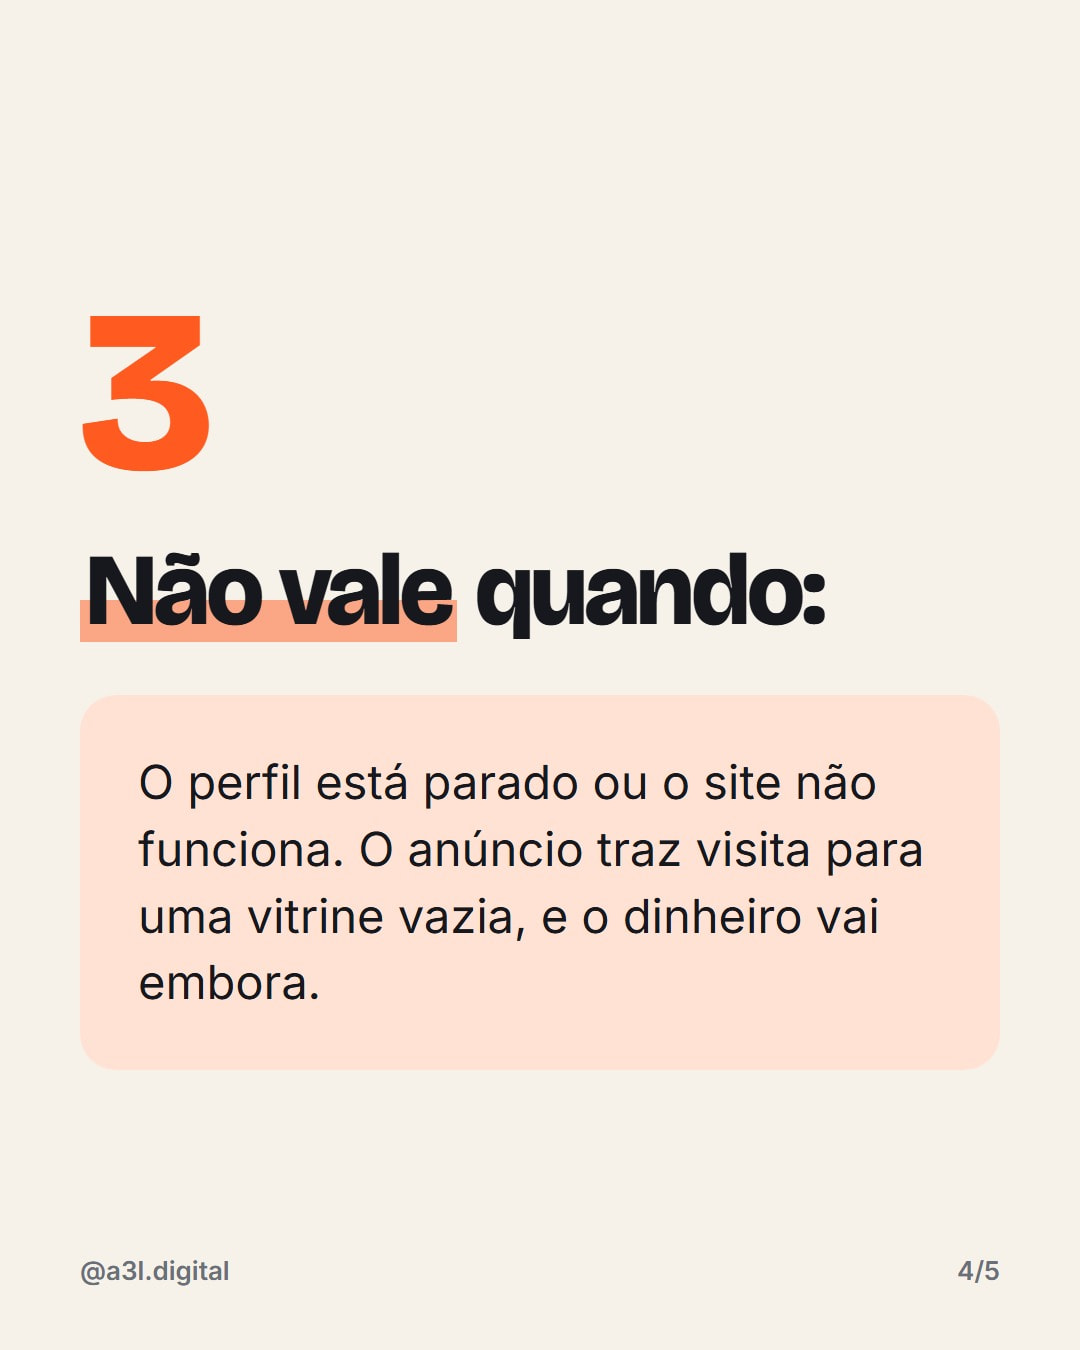 3
Não vale quando:
O perfil está parado ou o site não
funciona. O anúncio traz visita para
uma vitrine vazia, e o dinheiro vai
embora.
@a3l.digital
4/5